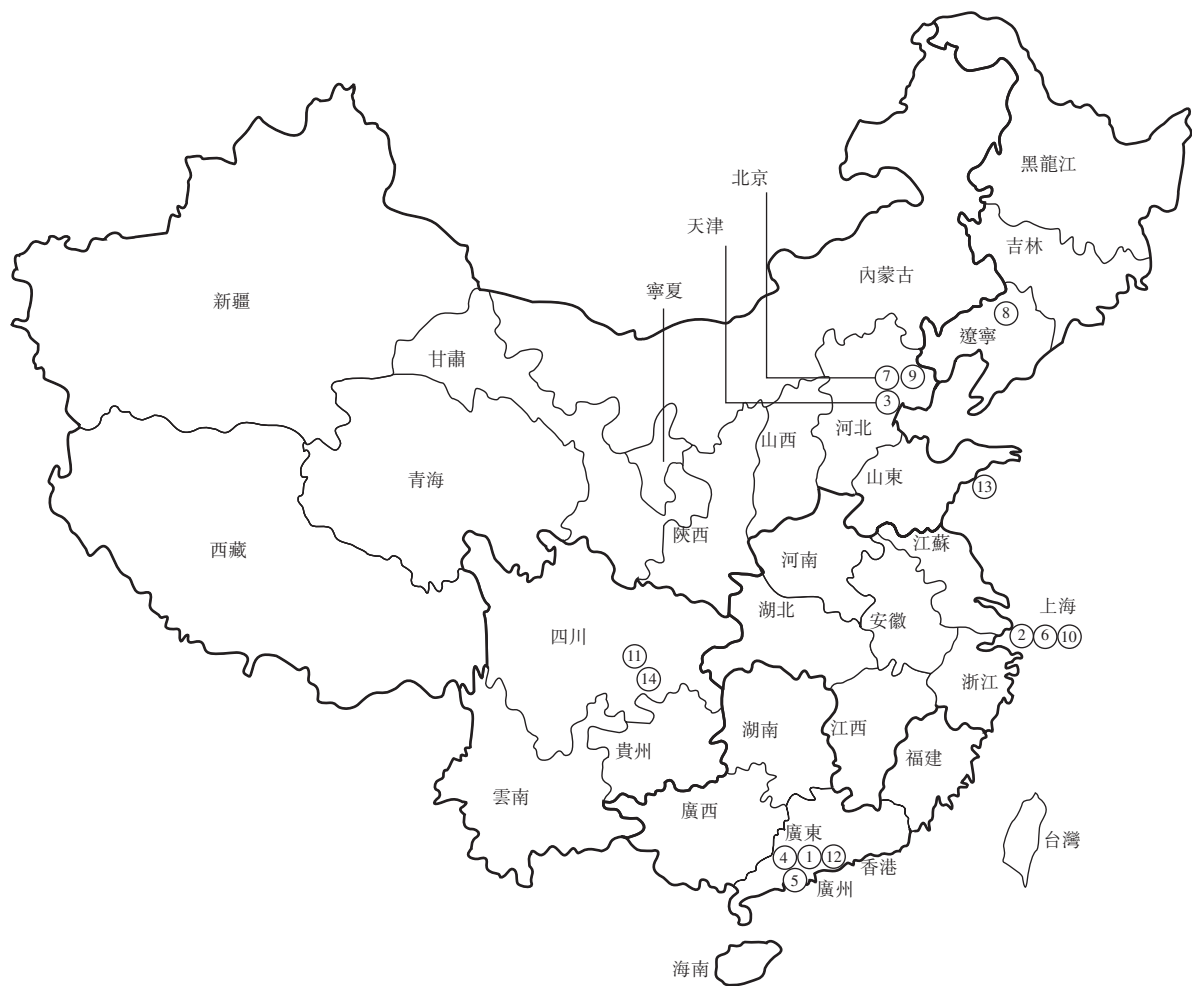 黑龍江
北京
天津
吉林
內蒙古
寧夏
新疆
⑧
遼寧
甘肅
⑦ ⑨
③
河北
山西
青海
山東
⑬
陝西
江蘇
西藏
河南
湖北
上海
安徽
② ⑥ ⑩
四川
⑪
⑭
浙江
湖南
江西
貴州
福建
雲南
廣西
廣東
台灣
④ ① ⑫
香港
⑤
廣州
海南